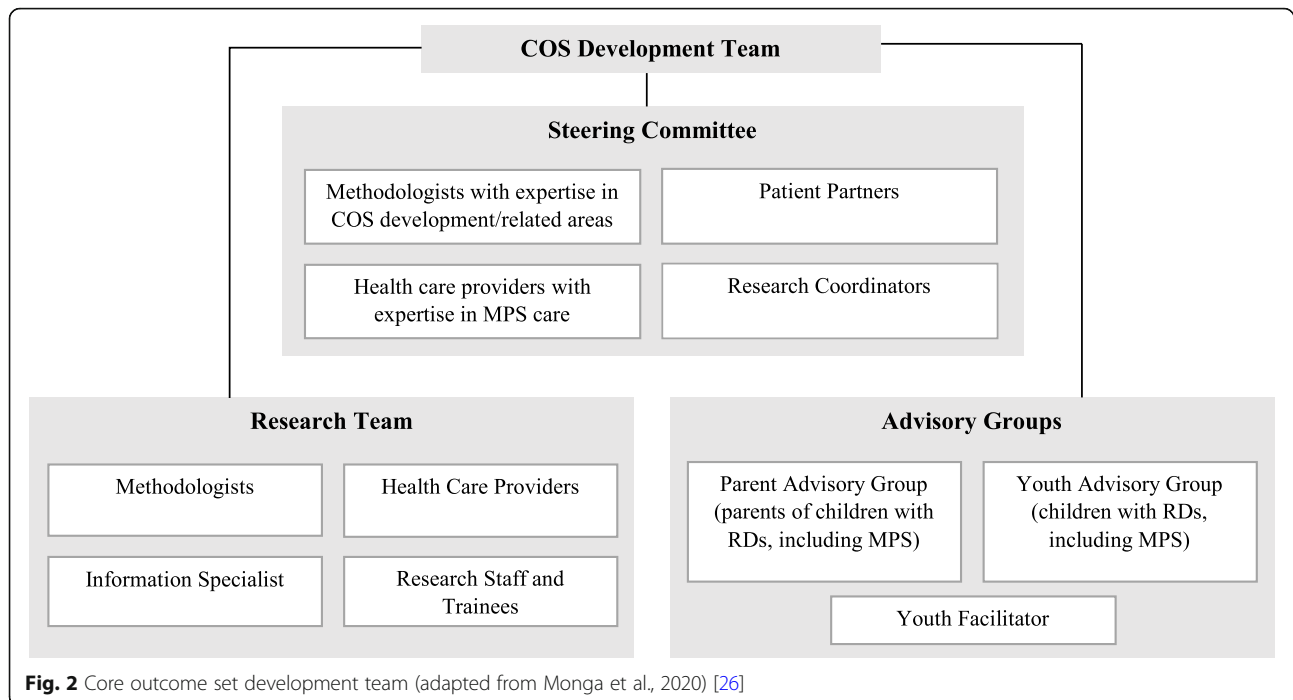 COS Development Team
Steering Committee
Methodologists with expertise in
COS development/related areas
Patient Partners
Health care providers with
expertise in MPS care
Research Coordinators
Research Team
Methodologists
Health Care Providers
Information Specialist
Research Staff and
Trainees
Advisory Groups
Parent Advisory Group
(parents of children with
RDs, including MPS)
Youth Advisory Group
(children with RDs,
including MPS)
Youth Facilitator
Fig. 2 Core outcome set development team (adapted from Monga et al., 2020) [26]